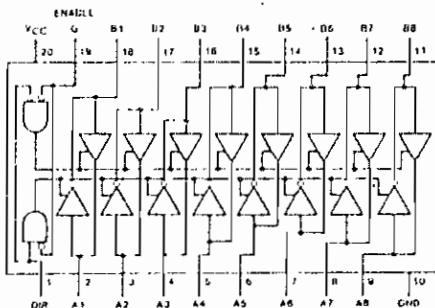 ENABLE
VCC G B1 B2 B3 B4 B5 B6 B7 B8
20 19 18 17 16 15 14 13 12 11
1 2 3 4 5 6 7 8 9 10
DIR A1 A2 A3 A4 A5 A6 A7 A8 GND